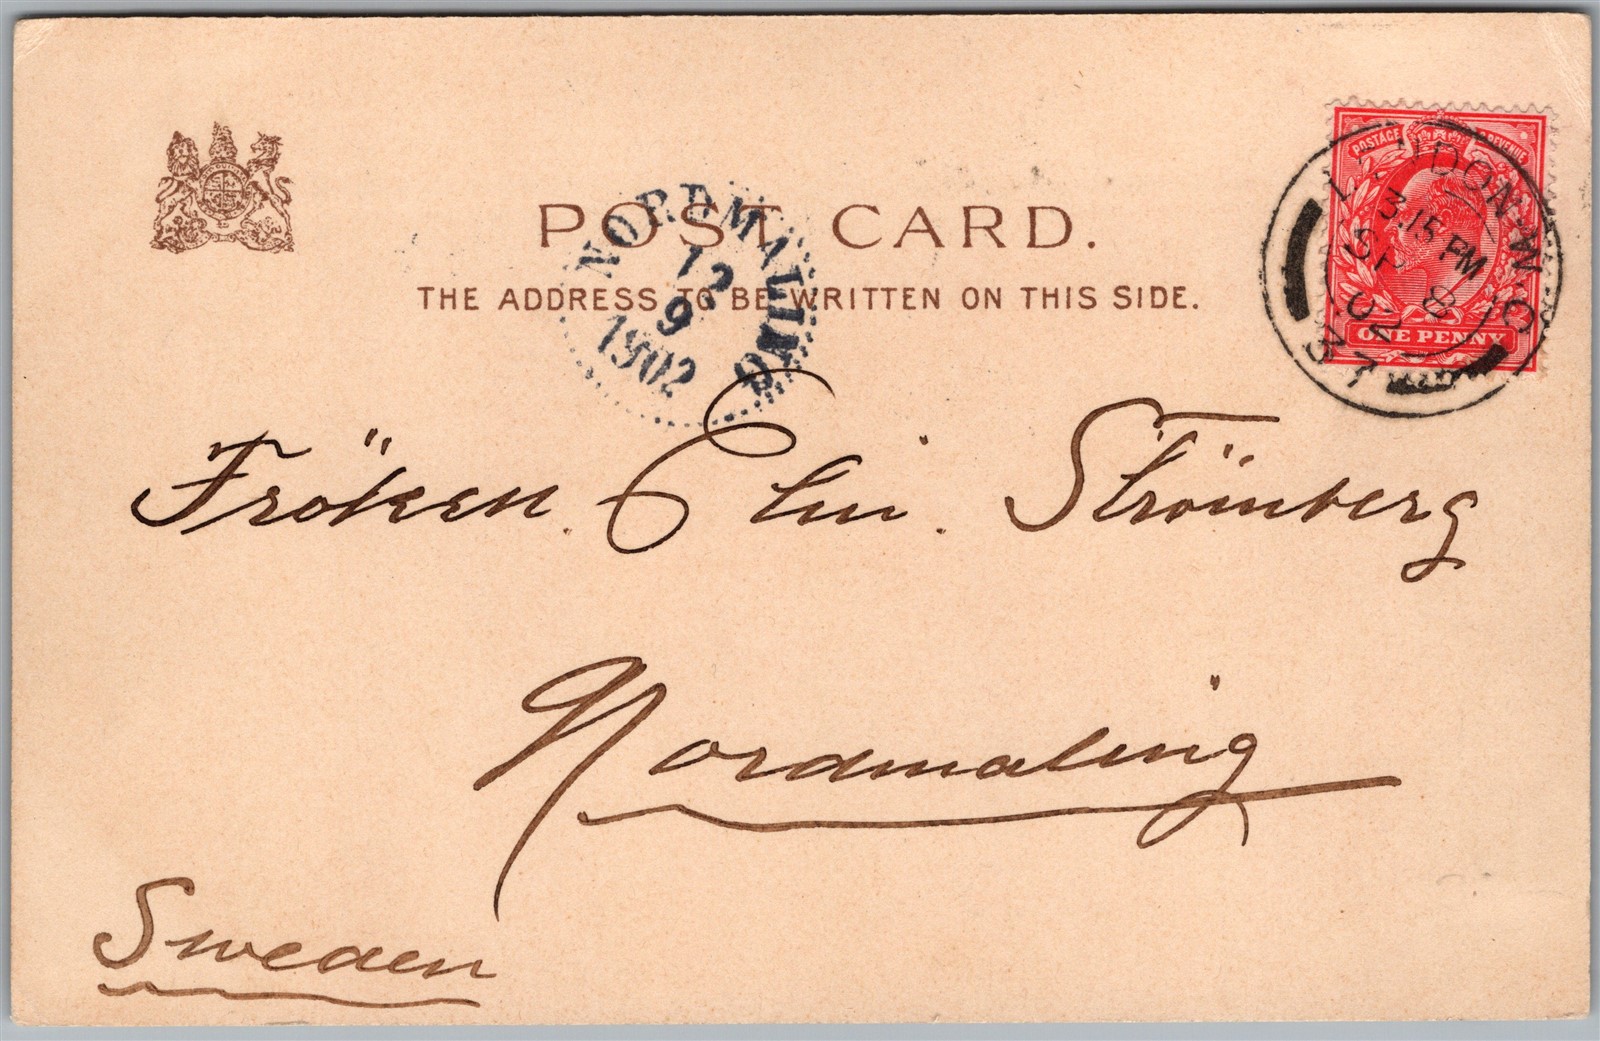 POST CARD.
THE ADDRESS TO BE WRITTEN ON THIS SIDE.
NORDMALING
12
9
1902
POSTAGE REVENUE
ONE PENNY
LONDON.W.C
3.15 PM
SP 8
02
37
Fröken. Elin. Strömberg
Nordmaling
Sweden